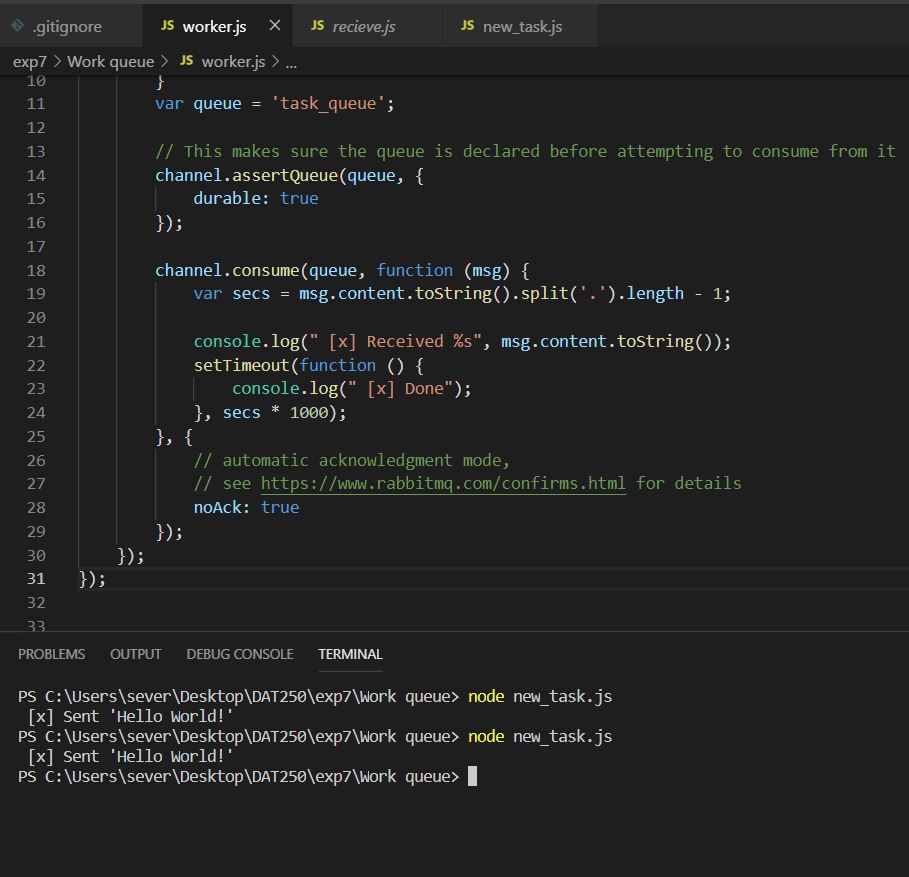 .gitignore JS worker.js × JS recieve.js JS new_task.js
exp7 > Work queue > JS worker.js > ...
10 }
11 var queue = 'task_queue';
12
13 // This makes sure the queue is declared before attempting to consume from it
14 channel.assertQueue(queue, {
15 durable: true
16 });
17
18 channel.consume(queue, function (msg) {
19 var secs = msg.content.toString().split('.').length - 1;
20
21 console.log(" [x] Received %s", msg.content.toString());
22 setTimeout(function () {
23 console.log(" [x] Done");
24 }, secs * 1000);
25 }, {
26 // automatic acknowledgment mode,
27 // see https://www.rabbitmq.com/confirms.html for details
28 noAck: true
29 });
30 });
31 });
32
33
PROBLEMS OUTPUT DEBUG CONSOLE TERMINAL
PS C:\Users\sever\Desktop\DAT250\exp7\Work queue> node new_task.js
[x] Sent 'Hello World!'
PS C:\Users\sever\Desktop\DAT250\exp7\Work queue> node new_task.js
[x] Sent 'Hello World!'
PS C:\Users\sever\Desktop\DAT250\exp7\Work queue>